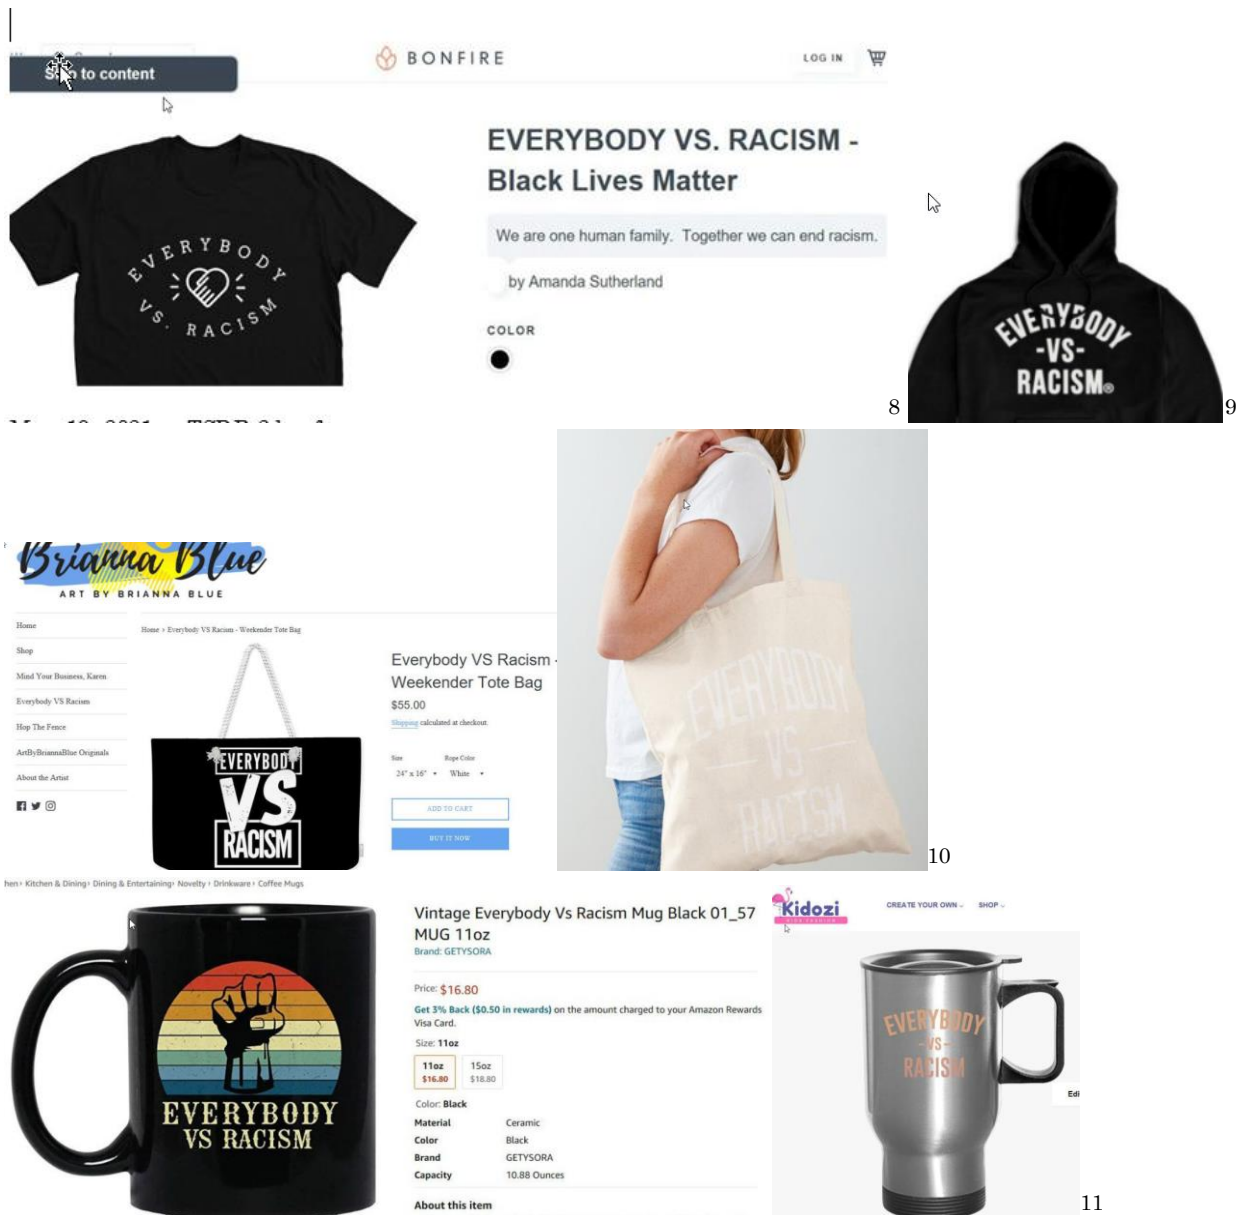 BONFIRE
LOG IN
to content
EVERYBODY VS. RACISM -
Black Lives Matter
We are one human family. Together we can end racism.
by Amanda Sutherland
COLOR
EVERYBODY
VS. RACISM
8
EVERYBODY
-VS-
RACISM®
9
Brianna Blue
ART BY BRIANNA BLUE
Home
Shop
Mind Your Business, Karen
Everybody VS Racism
Hop The Fence
ArtByBriannaBlue Originals
About the Artist
Home > Everybody VS Racism - Weekender Tote Bag
EVERYBODY
VS
RACISM
Everybody VS Racism -
Weekender Tote Bag
$55.00
Shipping calculated at checkout.
Size Rope Color
24" x 16" White
ADD TO CART
BUY IT NOW
EVERYBODY
VS
RACISM
10
Kitchen & Dining › Dining & Entertaining › Novelty › Drinkware › Coffee Mugs
EVERYBODY
VS RACISM
Vintage Everybody Vs Racism Mug Black 01_57
MUG 11oz
Brand: GETYSORA
Price: $16.80
Get 3% Back ($0.50 in rewards) on the amount charged to your Amazon Rewards
Visa Card.
Size: 11oz
11oz 15oz
$16.80 $18.80
Color: Black
Material Ceramic
Color Black
Brand GETYSORA
Capacity 10.88 Ounces
About this item
Kidozi
CREATE YOUR OWN SHOP
EVERYBODY
-VS-
RACISM
Edi
11